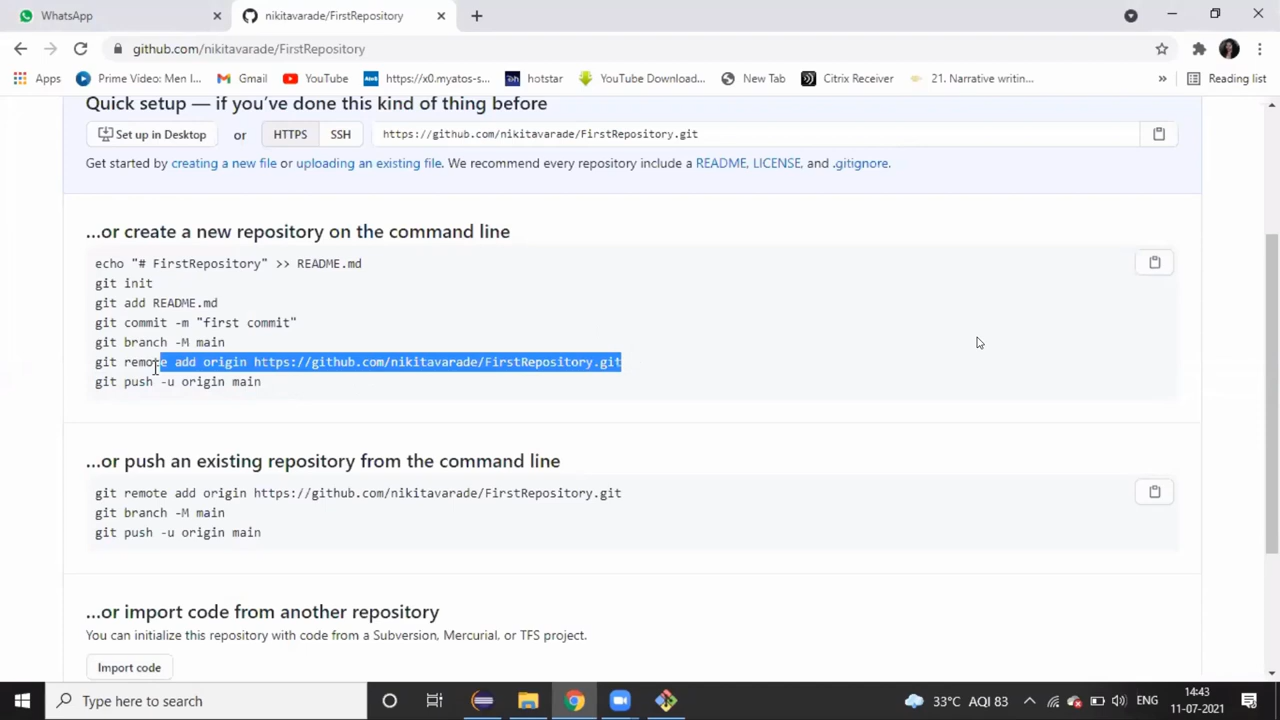 WhatsApp
nikitavarade/FirstRepository
github.com/nikitavarade/FirstRepository
Apps Prime Video: Men I... Gmail YouTube https://x0.myatos-s... hotstar YouTube Download... New Tab Citrix Receiver 21. Narrative writin... » Reading list
Quick setup — if you've done this kind of thing before
Set up in Desktop or HTTPS SSH https://github.com/nikitavarade/FirstRepository.git
Get started by creating a new file or uploading an existing file. We recommend every repository include a README, LICENSE, and .gitignore.
...or create a new repository on the command line
echo "# FirstRepository" >> README.md
git init
git add README.md
git commit -m "first commit"
git branch -M main
git remote add origin https://github.com/nikitavarade/FirstRepository.git
git push -u origin main
...or push an existing repository from the command line
git remote add origin https://github.com/nikitavarade/FirstRepository.git
git branch -M main
git push -u origin main
...or import code from another repository
You can initialize this repository with code from a Subversion, Mercurial, or TFS project.
Import code
Type here to search
33°C AQI 83
ENG
14:43
11-07-2021